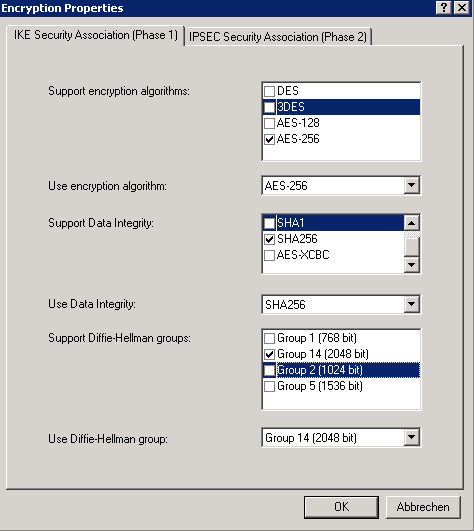 Encryption Properties
IKE Security Association (Phase 1)
IPSEC Security Association (Phase 2)
Support encryption algorithms:
DES
3DES
AES-128
AES-256
Use encryption algorithm:
AES-256
Support Data Integrity:
SHA1
SHA256
AES-XCBC
Use Data Integrity:
SHA256
Support Diffie-Hellman groups:
Group 1 (768 bit)
Group 14 (2048 bit)
Group 2 (1024 bit)
Group 5 (1536 bit)
Use Diffie-Hellman group:
Group 14 (2048 bit)
OK
Abbrechen